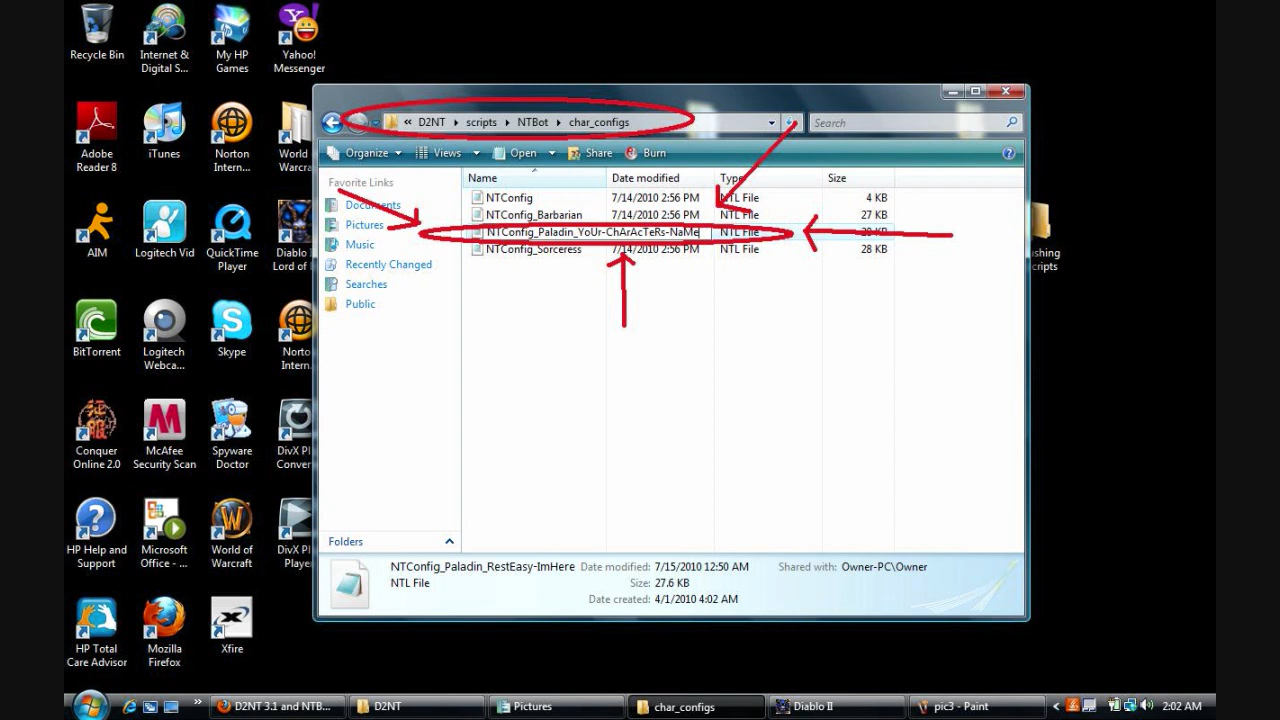 Recycle Bin
Internet & Digital S...
My HP Games
Yahoo! Messenger
Adobe Reader 8
iTunes
Norton Intern...
World
Warcra
AIM
Logitech Vid
QuickTime Player
Diablo
Lord of
BitTorrent
Logitech Webca...
Skype
Norto
Intern
Conquer Online 2.0
McAfee Security Scan
Spyware Doctor
DivX Pl
Conver
HP Help and Support
Microsoft Office - ...
World of Warcraft
DivX Pl
Player
HP Total Care Advisor
Mozilla Firefox
Xfire
« D2NT scripts NTBot char_configs
Search
Organize Views Open Share Burn
Favorite Links
Documents
Pictures
Music
Recently Changed
Searches
Public
Folders
Name Date modified Type Size
NTConfig 7/14/2010 2:56 PM NTL File 4 KB
NTConfig_Barbarian 7/14/2010 2:56 PM NTL File 27 KB
NTConfig_Paladin_YoUr-ChArAcTeRs-NaMe NTL File 28 KB
NTConfig_Sorceress 7/14/2010 2:56 PM NTL File 28 KB
NTConfig_Paladin_RestEasy-ImHere Date modified: 7/15/2010 12:50 AM Shared with: Owner-PC\Owner
NTL File Size: 27.6 KB
Date created: 4/1/2010 4:02 AM
ushing
cripts
D2NT 3.1 and NTB... D2NT Pictures char_configs Diablo II pic3 - Paint 2:02 AM